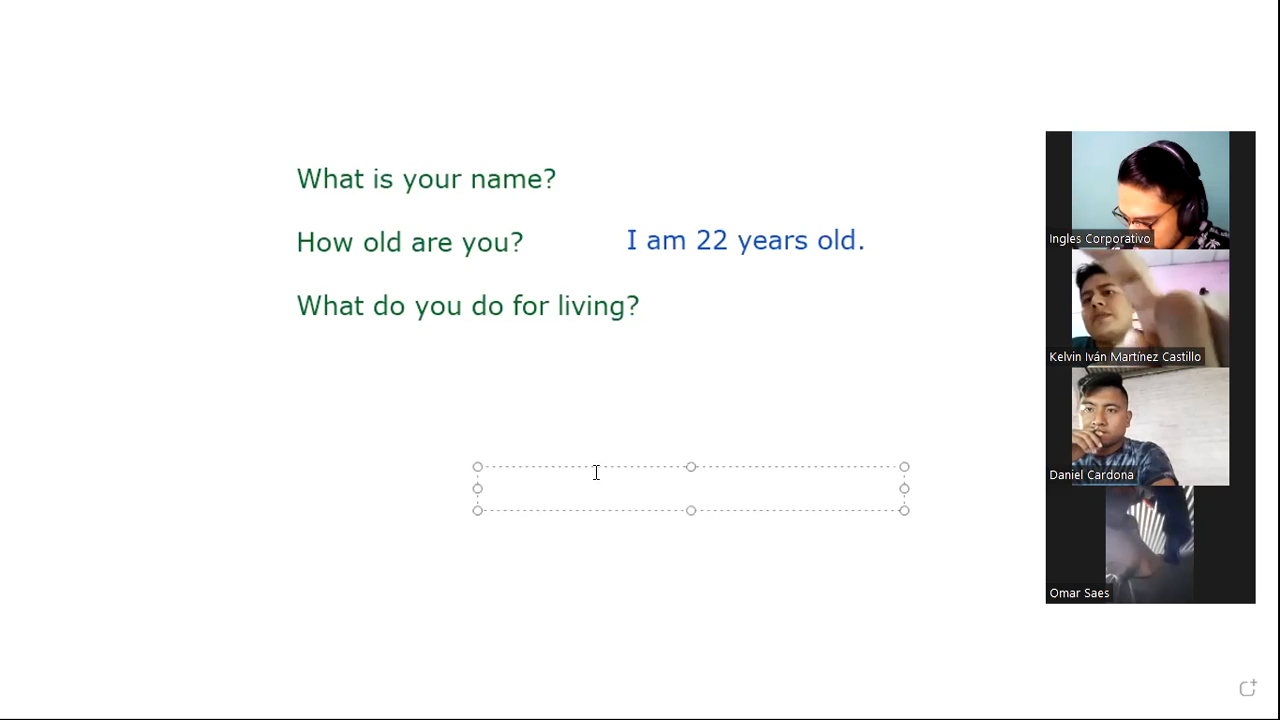 What is your name?
How old are you?
I am 22 years old.
What do you do for living?
Ingles Corporativo
Kelvin Iván Martínez Castillo
Daniel Cardona
Omar Saes